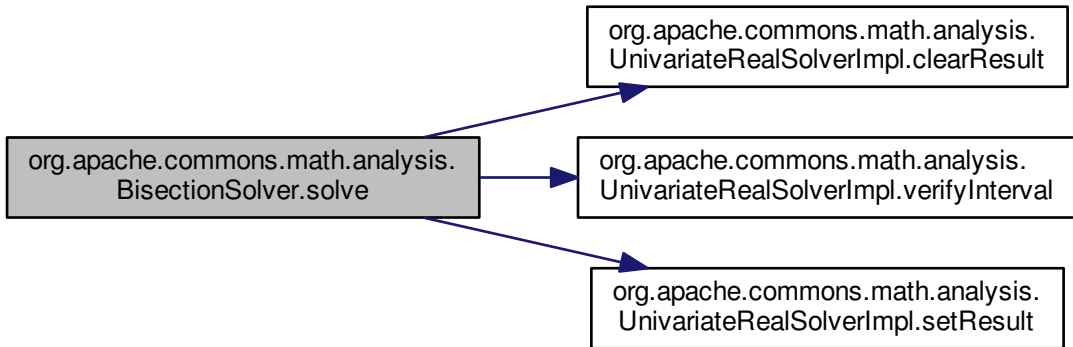 org.apache.commons.math.analysis.
UnivariateRealSolverImpl.clearResult
org.apache.commons.math.analysis.
BisectionSolver.solve
org.apache.commons.math.analysis.
UnivariateRealSolverImpl.verifyInterval
org.apache.commons.math.analysis.
UnivariateRealSolverImpl.setResult